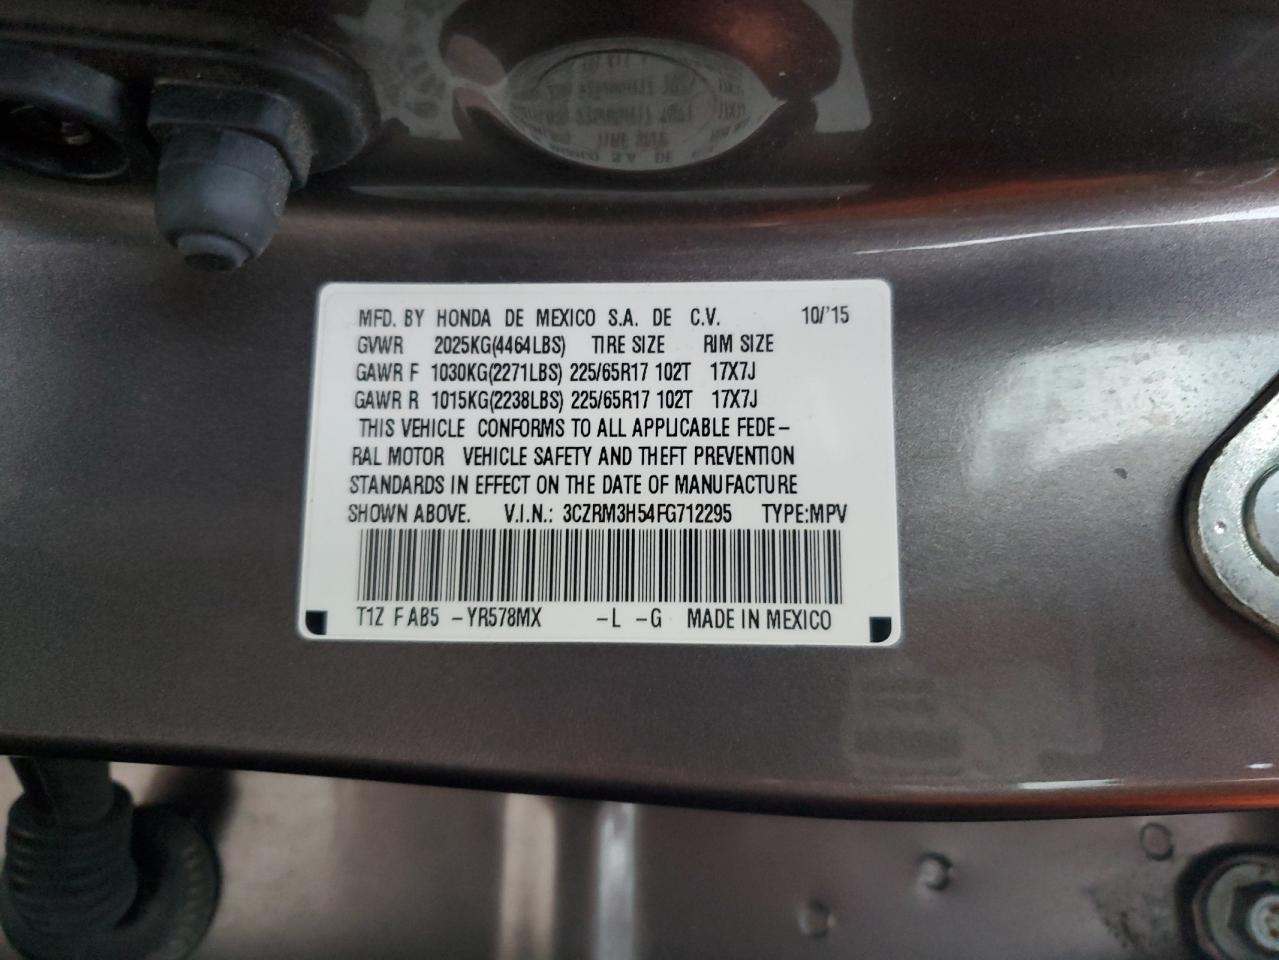 MFD. BY HONDA DE MEXICO S.A. DE C.V. 10/'15
GVWR 2025KG(4464LBS) TIRE SIZE RIM SIZE
GAWR F 1030KG(2271LBS) 225/65R17 102T 17X7J
GAWR R 1015KG(2238LBS) 225/65R17 102T 17X7J
THIS VEHICLE CONFORMS TO ALL APPLICABLE FEDE-
RAL MOTOR VEHICLE SAFETY AND THEFT PREVENTION
STANDARDS IN EFFECT ON THE DATE OF MANUFACTURE
SHOWN ABOVE. V.I.N.: 3CZRM3H54FG712295 TYPE:MPV
T1Z F AB5 -YR578MX -L -G MADE IN MEXICO